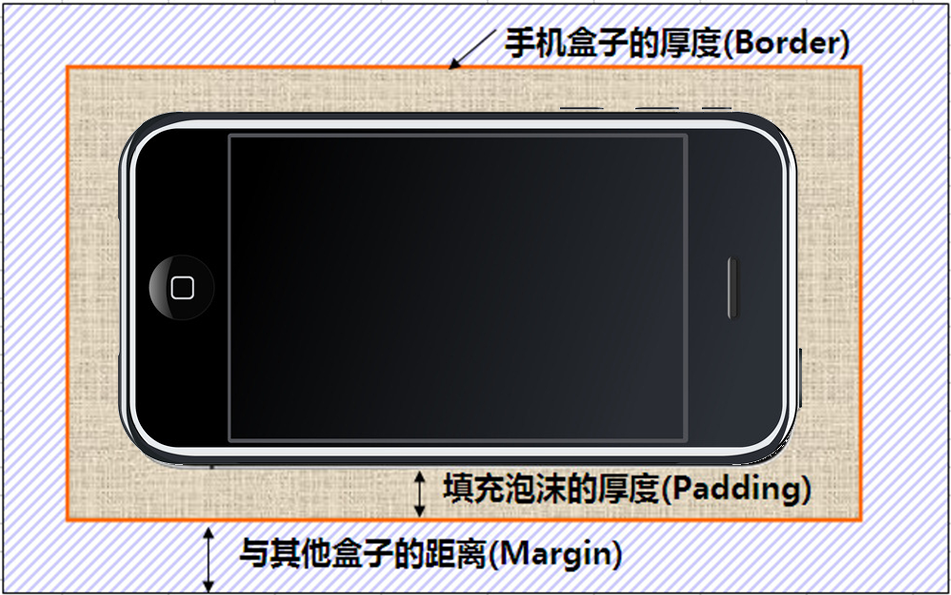 手机盒子的厚度(Border)
填充泡沫的厚度(Padding)
与其他盒子的距离(Margin)